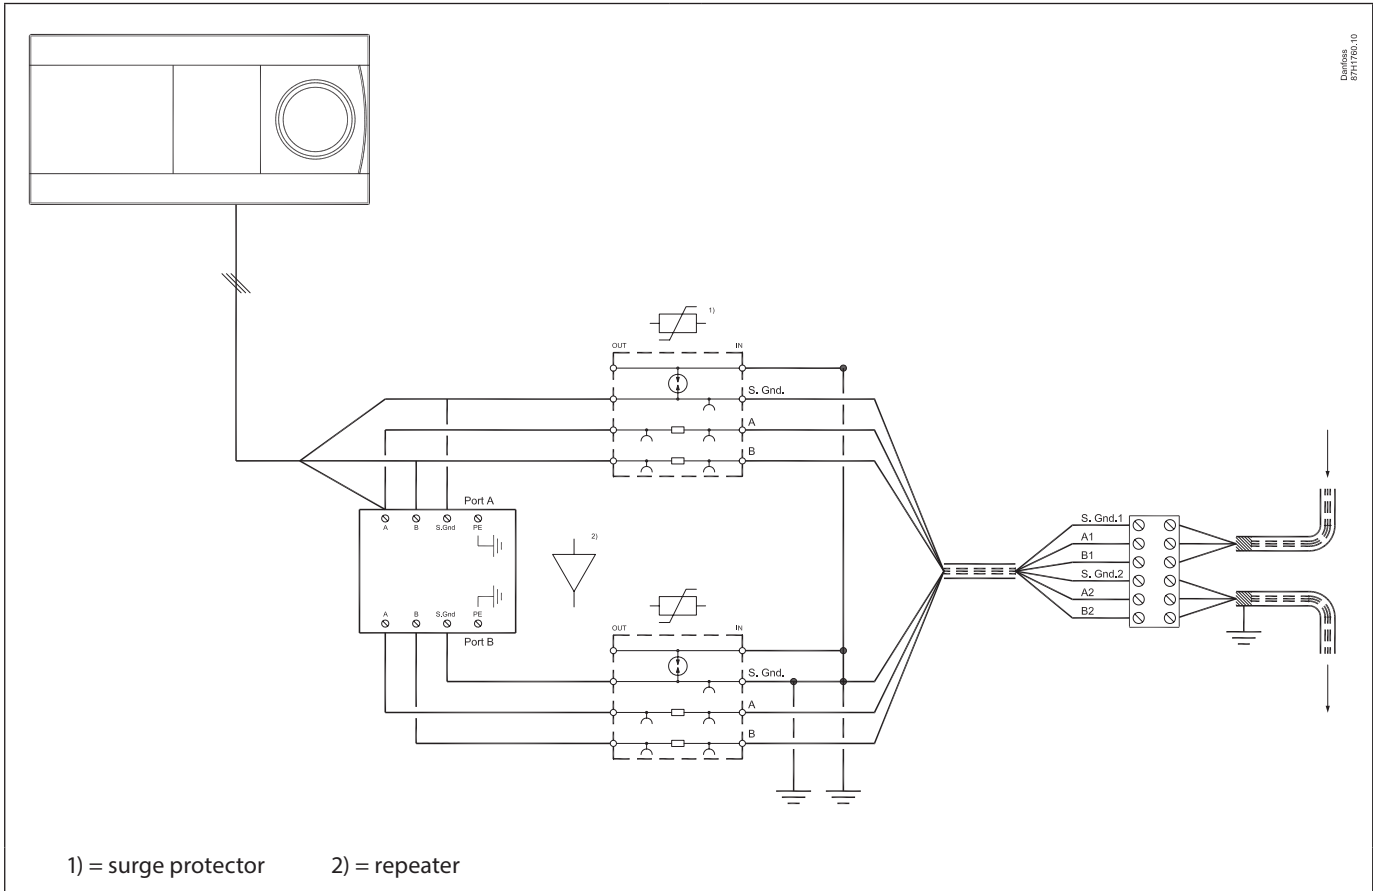 Danfoss
87H1760.10
1)
OUT IN
S. Gnd.
A
B
Port A
A B S.Gnd PE
2)
A B S.Gnd PE
Port B
OUT IN
S. Gnd.
A
B
S. Gnd.1
A1
B1
S. Gnd.2
A2
B2
1) = surge protector 2) = repeater